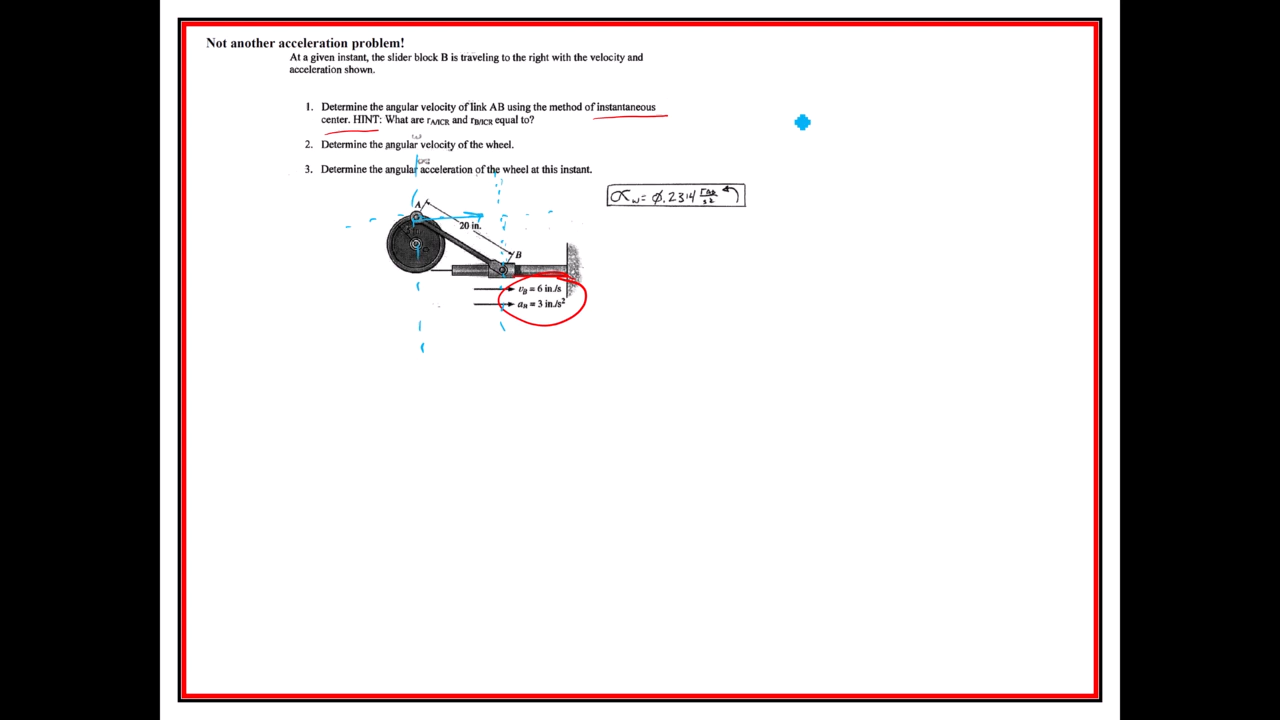 Not another acceleration problem!
At a given instant, the slider block B is traveling to the right with the velocity and
acceleration shown.
1. Determine the angular velocity of link AB using the method of instantaneous
center. HINT: What are rA/ICR and rB/ICR equal to?
2. Determine the angular velocity of the wheel.
3. Determine the angular acceleration of the wheel at this instant.
αw = 0.2314 rad/s²
A
20 in.
B
vB = 6 in./s
aB = 3 in./s²